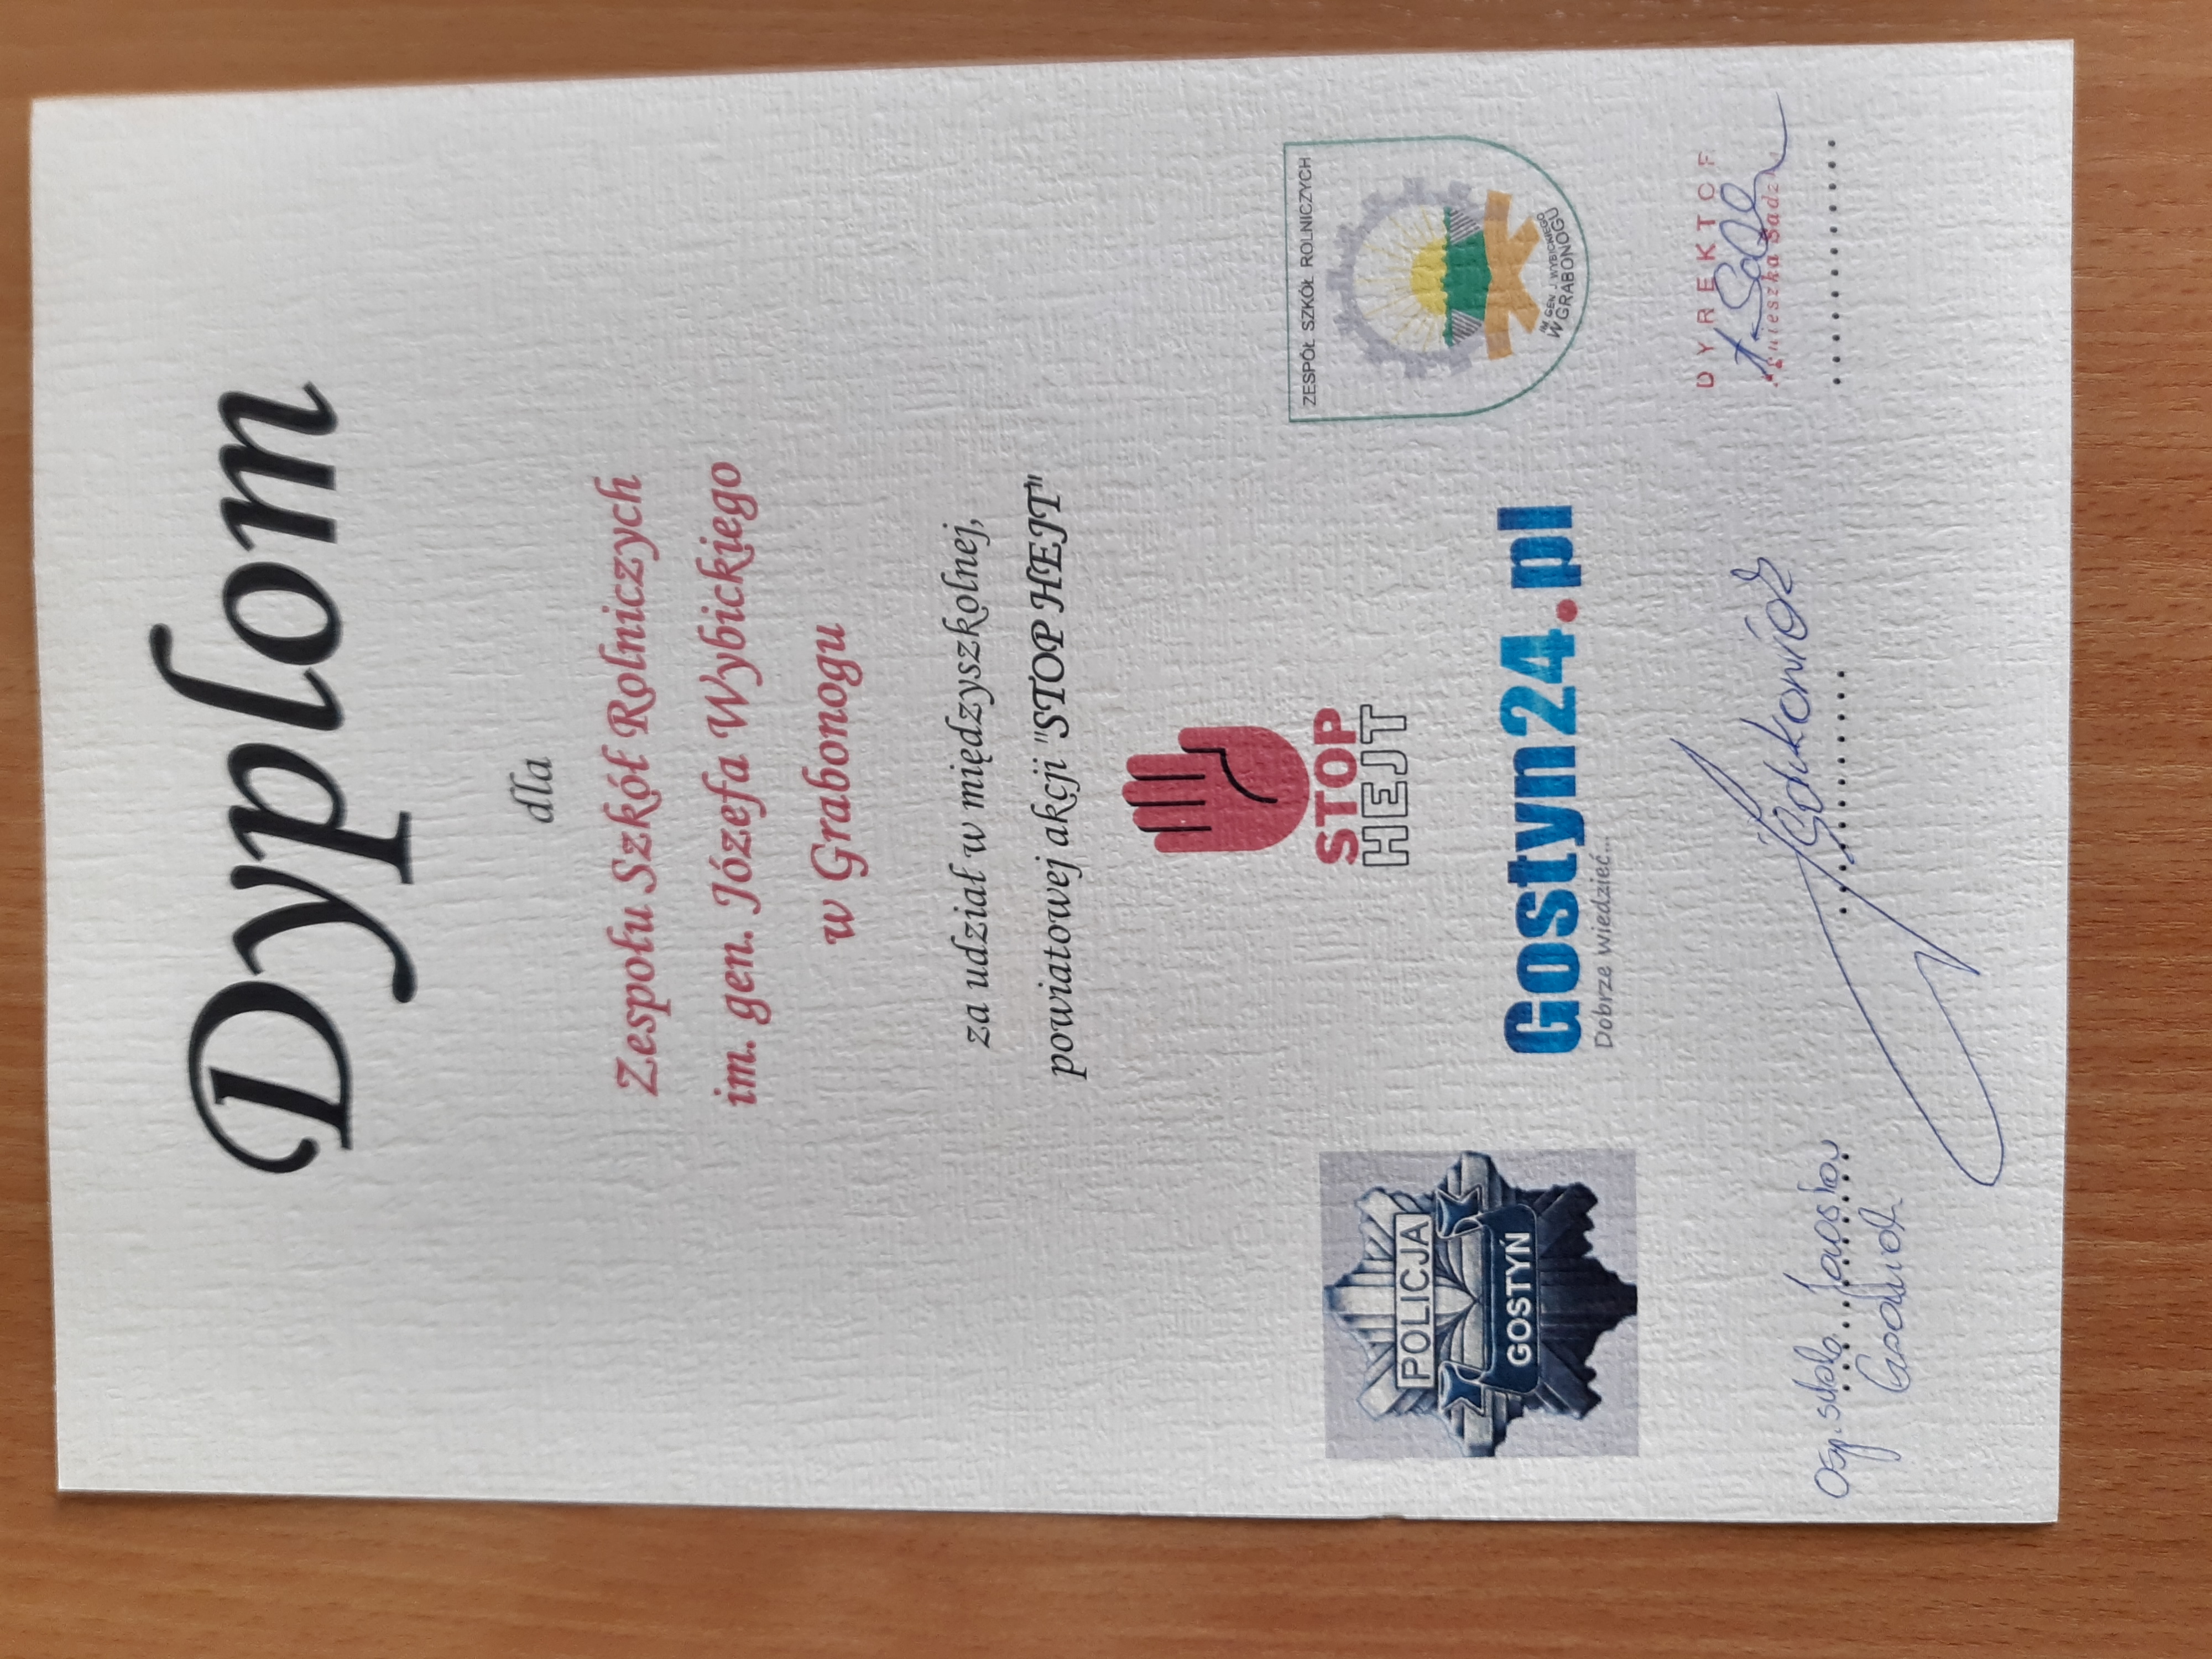 Dyplom
dla
Zespołu Szkół Rolniczych
im. gen. Józefa Wybickiego
w Grabonogu
za udział w międzyszkolnej,
powiatowej akcji "STOP HEJT"
STOP
HEJT
ZESPÓŁ SZKÓŁ ROLNICZYCH
IM GEN J WYBICKIEGO
W GRABONOGU
POLICJA
GOSTYŃ
Gostyn24.pl
Dobrze wiedzieć...
DYREKTOR